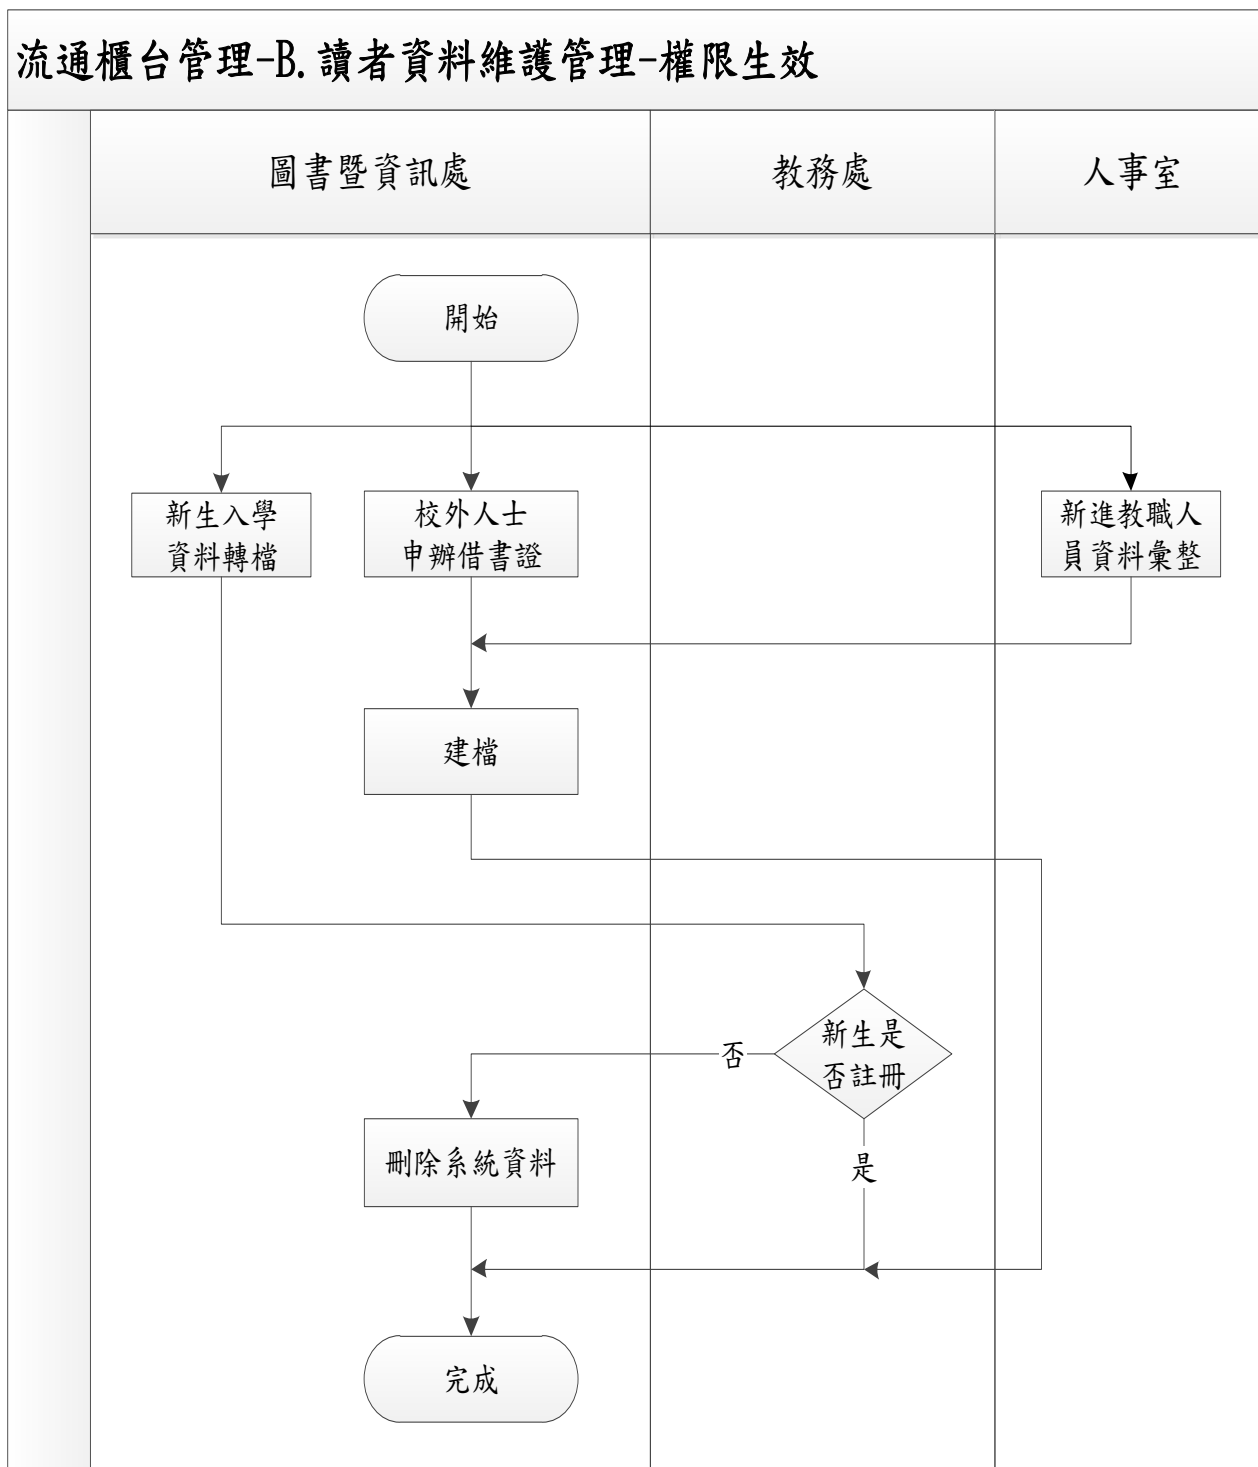 流通櫃台管理-B.讀者資料維護管理-權限生效
圖書暨資訊處
教務處
人事室
開始
新生入學
資料轉檔
校外人士
申辦借書證
新進教職人
員資料彙整
建檔
新生是
否註冊
否
是
刪除系統資料
完成